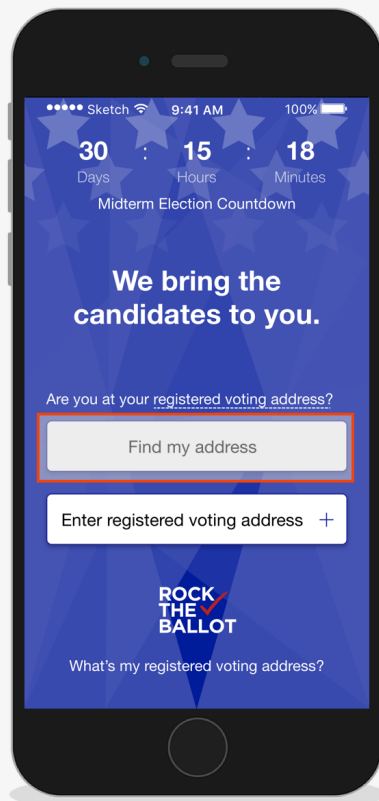 Sketch 9:41 AM 100%
30 : 15 : 18
Days Hours Minutes
Midterm Election Countdown
We bring the
candidates to you.
Are you at your registered voting address?
Find my address
Enter registered voting address +
ROCK
THE
BALLOT
What's my registered voting address?